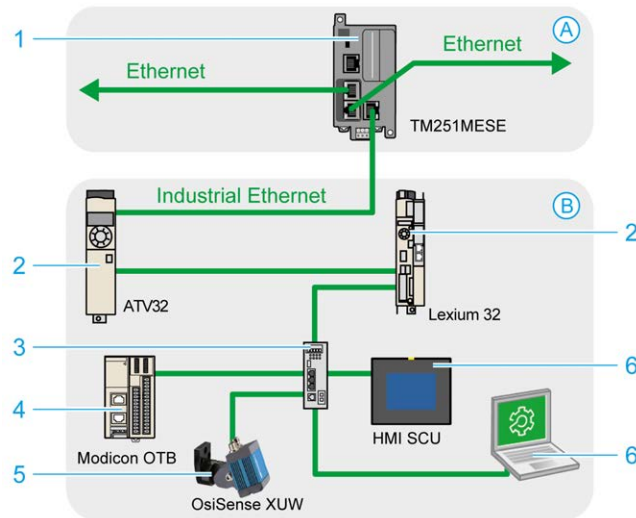 1
A
Ethernet
Ethernet
TM251MESE
Industrial Ethernet
B
2
2
ATV32
Lexium 32
3
4
6
Modicon OTB
HMI SCU
6
5
OsiSense XUW